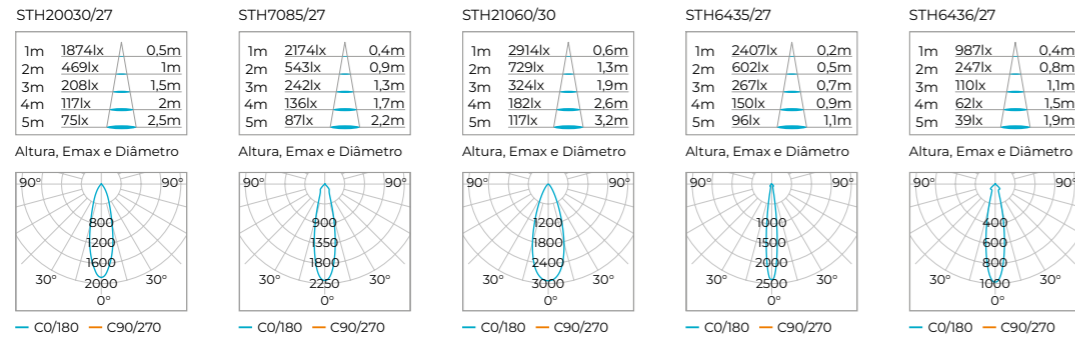 STH20030/27
1m 1874lx 0,5m
2m 469lx 1m
3m 208lx 1,5m
4m 117lx 2m
5m 75lx 2,5m
Altura, Emax e Diâmetro
90° 90°
800
1200
1600
30° 30°
2000
0°
C0/180 C90/270
STH7085/27
1m 2174lx 0,4m
2m 543lx 0,9m
3m 242lx 1,3m
4m 136lx 1,7m
5m 87lx 2,2m
Altura, Emax e Diâmetro
90° 90°
900
1350
1800
30° 30°
2250
0°
C0/180 C90/270
STH21060/30
1m 2914lx 0,6m
2m 729lx 1,3m
3m 324lx 1,9m
4m 182lx 2,6m
5m 117lx 3,2m
Altura, Emax e Diâmetro
90° 90°
1200
1800
2400
30° 30°
3000
0°
C0/180 C90/270
STH6435/27
1m 2407lx 0,2m
2m 602lx 0,5m
3m 267lx 0,7m
4m 150lx 0,9m
5m 96lx 1,1m
Altura, Emax e Diâmetro
90° 90°
1000
1500
2000
30° 30°
2500
0°
C0/180 C90/270
STH6436/27
1m 987lx 0,4m
2m 247lx 0,8m
3m 110lx 1,1m
4m 62lx 1,5m
5m 39lx 1,9m
Altura, Emax e Diâmetro
90° 90°
400
600
800
30° 30°
1000
0°
C0/180 C90/270